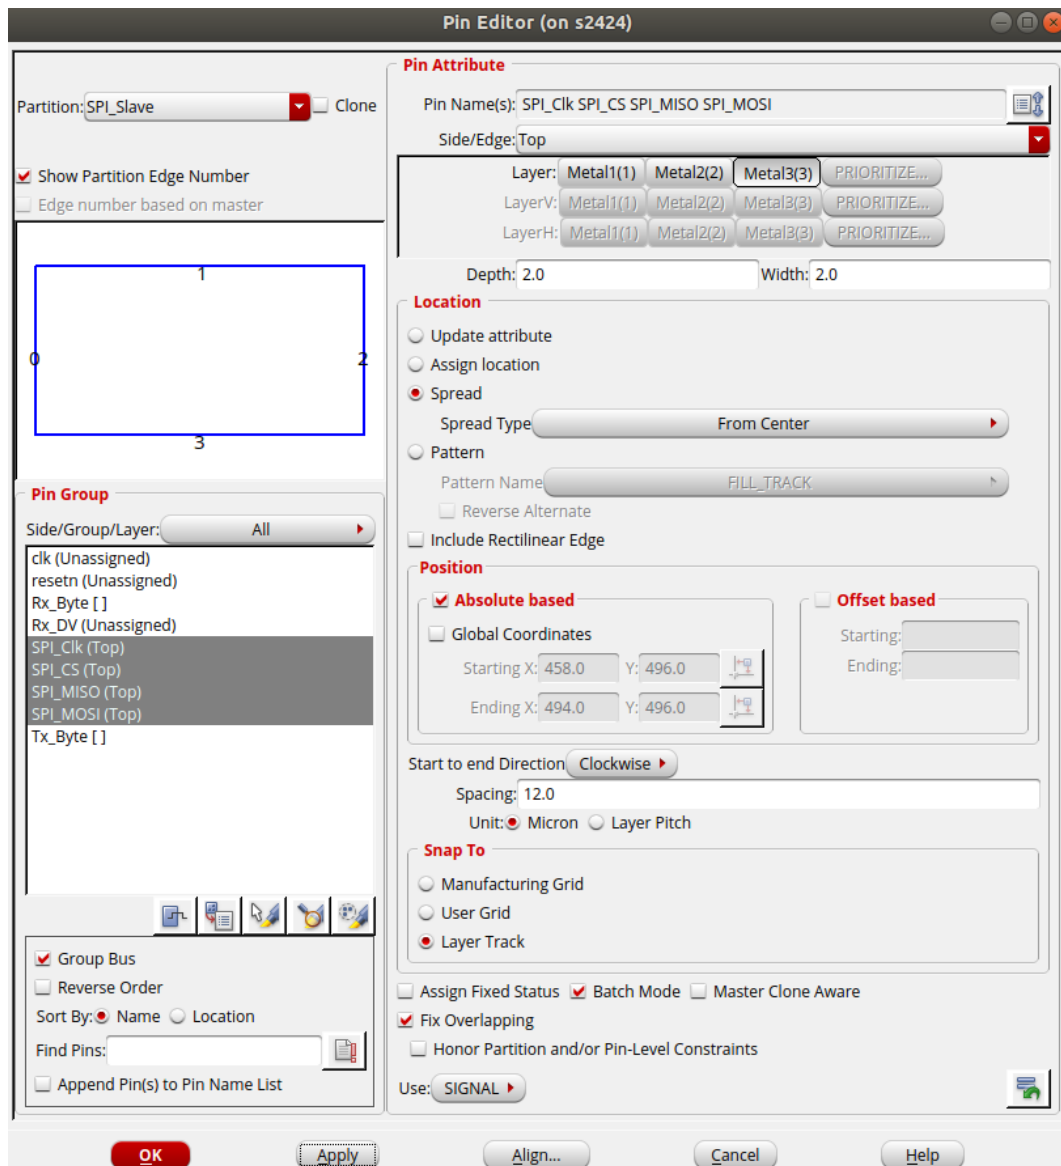 Pin Editor (on s2424)
Partition: SPI_Slave
Clone
Show Partition Edge Number
Edge number based on master
1
0
2
3
Pin Group
Side/Group/Layer: All
clk (Unassigned)
resetn (Unassigned)
Rx_Byte [ ]
Rx_DV (Unassigned)
SPI_Clk (Top)
SPI_CS (Top)
SPI_MISO (Top)
SPI_MOSI (Top)
Tx_Byte [ ]
Group Bus
Reverse Order
Sort By: Name Location
Find Pins:
Append Pin(s) to Pin Name List
Pin Attribute
Pin Name(s): SPI_Clk SPI_CS SPI_MISO SPI_MOSI
Side/Edge: Top
Layer: Metal1(1) Metal2(2) Metal3(3) PRIORITIZE...
LayerV: Metal1(1) Metal2(2) Metal3(3) PRIORITIZE...
LayerH: Metal1(1) Metal2(2) Metal3(3) PRIORITIZE...
Depth: 2.0 Width: 2.0
Location
Update attribute
Assign location
Spread
Spread Type From Center
Pattern
Pattern Name FILL_TRACK
Reverse Alternate
Include Rectilinear Edge
Position
Absolute based
Global Coordinates
Starting X: 458.0 Y: 496.0
Ending X: 494.0 Y: 496.0
Offset based
Starting:
Ending:
Start to end Direction Clockwise
Spacing: 12.0
Unit: Micron Layer Pitch
Snap To
Manufacturing Grid
User Grid
Layer Track
Assign Fixed Status Batch Mode Master Clone Aware
Fix Overlapping
Honor Partition and/or Pin-Level Constraints
Use: SIGNAL
OK Apply Align... Cancel Help